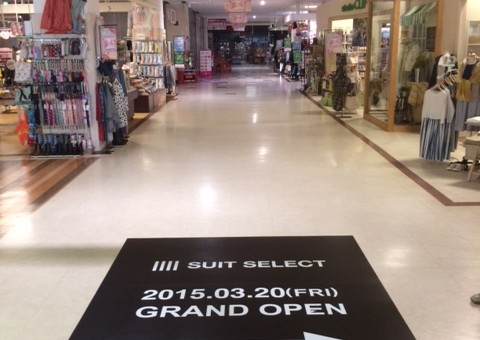 SUIT SELECT
2015.03.20(FRI)
GRAND OPEN